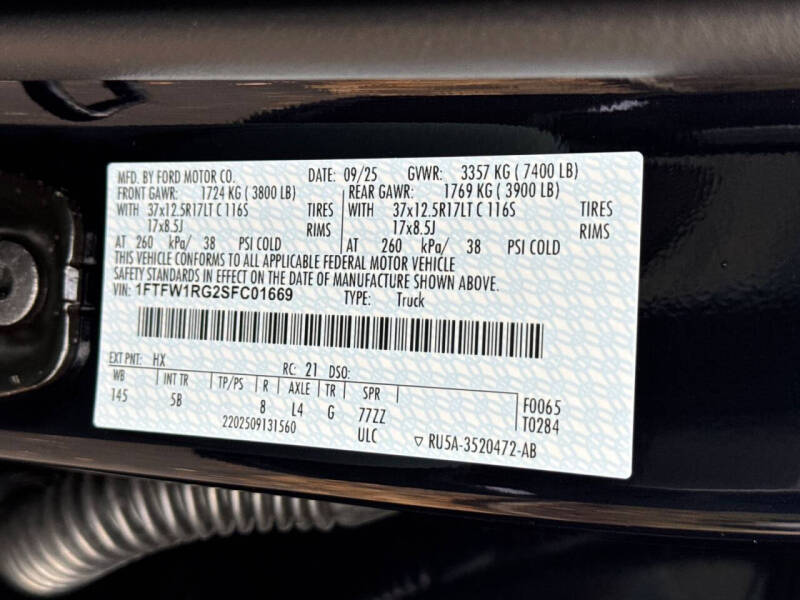 MFD. BY FORD MOTOR CO. DATE: 09/25 GVWR: 3357 KG ( 7400 LB)
FRONT GAWR: 1724 KG ( 3800 LB) REAR GAWR: 1769 KG ( 3900 LB)
WITH 37x12.5R17LT C 116S TIRES WITH 37x12.5R17LT C 116S TIRES
17x8.5J RIMS 17x8.5J RIMS
AT 260 kPa/ 38 PSI COLD AT 260 kPa/ 38 PSI COLD
THIS VEHICLE CONFORMS TO ALL APPLICABLE FEDERAL MOTOR VEHICLE
SAFETY STANDARDS IN EFFECT ON THE DATE OF MANUFACTURE SHOWN ABOVE.
VIN: 1FTFW1RG2SFC01669 TYPE: Truck
EXT PNT: HX RC: 21 DSO:
WB INT TR TP/PS R AXLE TR SPR F0065
145 5B 8 L4 G 77ZZ T0284
2202509131560 ULC ▽ RU5A-3520472-AB